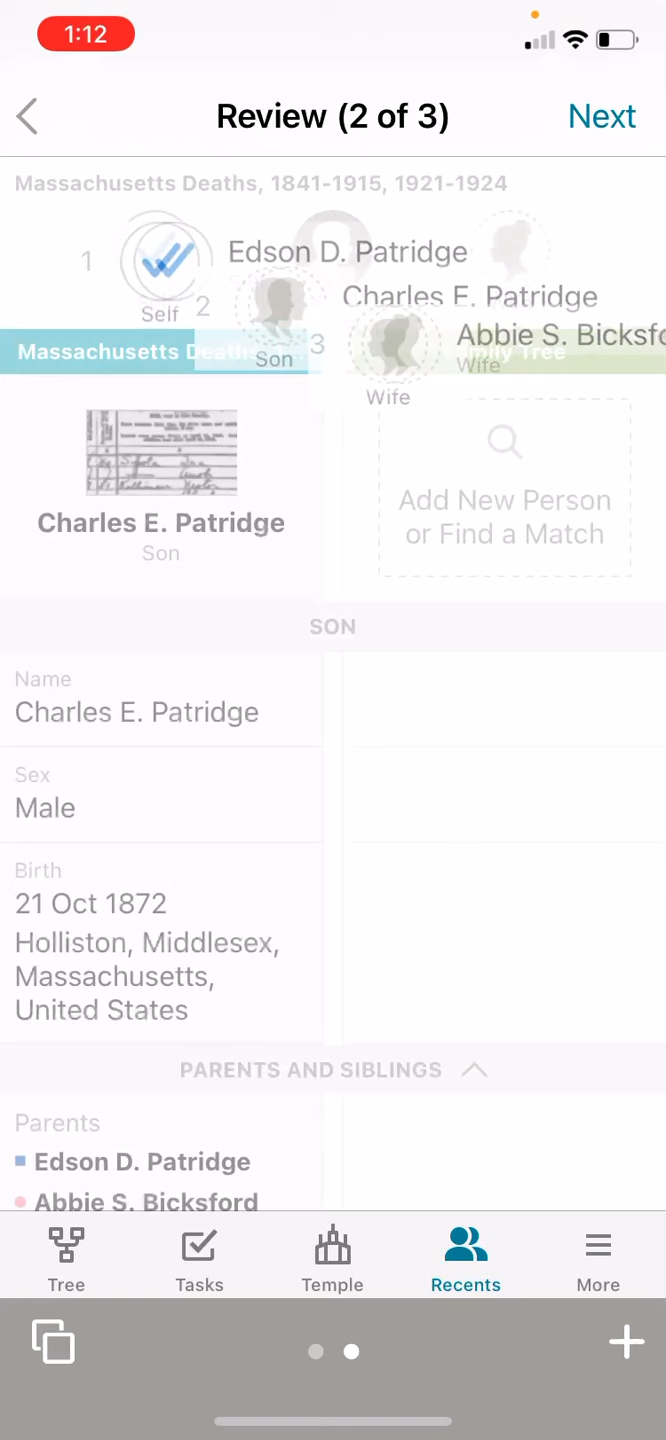 1:12
Review (2 of 3)
Next
Massachusetts Deaths, 1841-1915, 1921-1924
1
Edson D. Patridge
Self
2
Charles E. Patridge
Son
3
Abbie S. Bicksfo
Wife
Wife
Massachusetts Deaths
mily Tree
Charles E. Patridge
Son
Add New Person
or Find a Match
SON
Name
Charles E. Patridge
Sex
Male
Birth
21 Oct 1872
Holliston, Middlesex,
Massachusetts,
United States
PARENTS AND SIBLINGS
Parents
Edson D. Patridge
Abbie S. Bicksford
Tree
Tasks
Temple
Recents
More